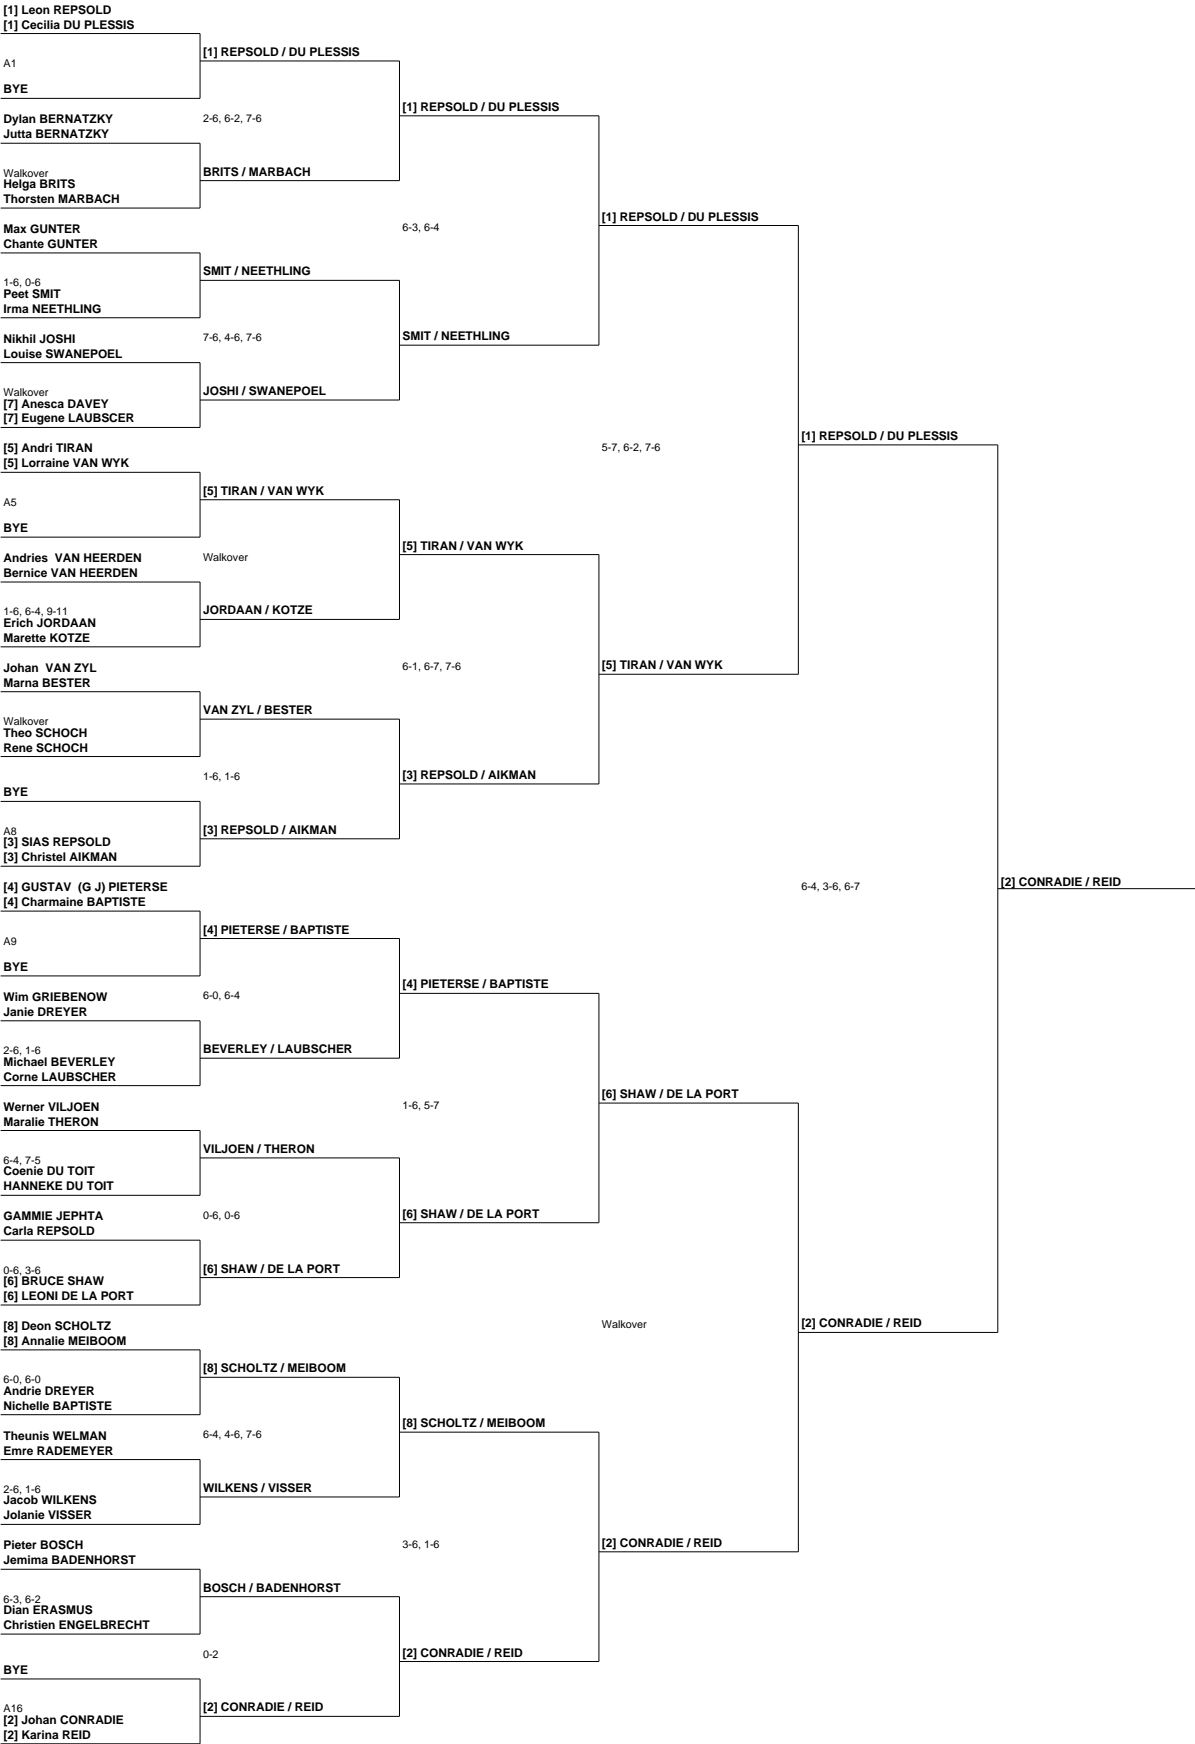 [1] Leon REPSOLD
[1] Cecilia DU PLESSIS
[1] REPSOLD / DU PLESSIS
A1
BYE
[1] REPSOLD / DU PLESSIS
Dylan BERNATZKY
2-6, 6-2, 7-6
Jutta BERNATZKY
Walkover
BRITS / MARBACH
Helga BRITS
Thorsten MARBACH
[1] REPSOLD / DU PLESSIS
Max GUNTER
6-3, 6-4
Chante GUNTER
SMIT / NEETHLING
1-6, 0-6
Peet SMIT
Irma NEETHLING
Nikhil JOSHI
7-6, 4-6, 7-6
SMIT / NEETHLING
Louise SWANEPOEL
Walkover
JOSHI / SWANEPOEL
[7] Anesca DAVEY
[7] Eugene LAUBSCER
[1] REPSOLD / DU PLESSIS
[5] Andri TIRAN
5-7, 6-2, 7-6
[5] Lorraine VAN WYK
[5] TIRAN / VAN WYK
A5
BYE
[5] TIRAN / VAN WYK
Andries  VAN HEERDEN
Walkover
Bernice VAN HEERDEN
1-6, 6-4, 9-11
JORDAAN / KOTZE
Erich JORDAAN
Marette KOTZE
Johan  VAN ZYL
6-1, 6-7, 7-6
[5] TIRAN / VAN WYK
Marna BESTER
VAN ZYL / BESTER
Walkover
Theo SCHOCH
Rene SCHOCH
1-6, 1-6
[3] REPSOLD / AIKMAN
BYE
A8
[3] REPSOLD / AIKMAN
[3] SIAS REPSOLD
[3] Christel AIKMAN
[4] GUSTAV  (G J) PIETERSE
6-4, 3-6, 6-7
[2] CONRADIE / REID
[4] Charmaine BAPTISTE
[4] PIETERSE / BAPTISTE
A9
BYE
[4] PIETERSE / BAPTISTE
Wim GRIEBENOW
6-0, 6-4
Janie DREYER
2-6, 1-6
BEVERLEY / LAUBSCHER
Michael BEVERLEY
Corne LAUBSCHER
[6] SHAW / DE LA PORT
Werner VILJOEN
1-6, 5-7
Maralie THERON
VILJOEN / THERON
6-4, 7-5
Coenie DU TOIT
HANNEKE DU TOIT
GAMMIE JEPHTA
0-6, 0-6
[6] SHAW / DE LA PORT
Carla REPSOLD
0-6, 3-6
[6] SHAW / DE LA PORT
[6] BRUCE SHAW
[6] LEONI DE LA PORT
[8] Deon SCHOLTZ
Walkover
[2] CONRADIE / REID
[8] Annalie MEIBOOM
[8] SCHOLTZ / MEIBOOM
6-0, 6-0
Andrie DREYER
Nichelle BAPTISTE
[8] SCHOLTZ / MEIBOOM
Theunis WELMAN
6-4, 4-6, 7-6
Emre RADEMEYER
2-6, 1-6
WILKENS / VISSER
Jacob WILKENS
Jolanie VISSER
Pieter BOSCH
3-6, 1-6
[2] CONRADIE / REID
Jemima BADENHORST
BOSCH / BADENHORST
6-3, 6-2
Dian ERASMUS
Christien ENGELBRECHT
0-2
[2] CONRADIE / REID
BYE
A16
[2] CONRADIE / REID
[2] Johan CONRADIE
[2] Karina REID